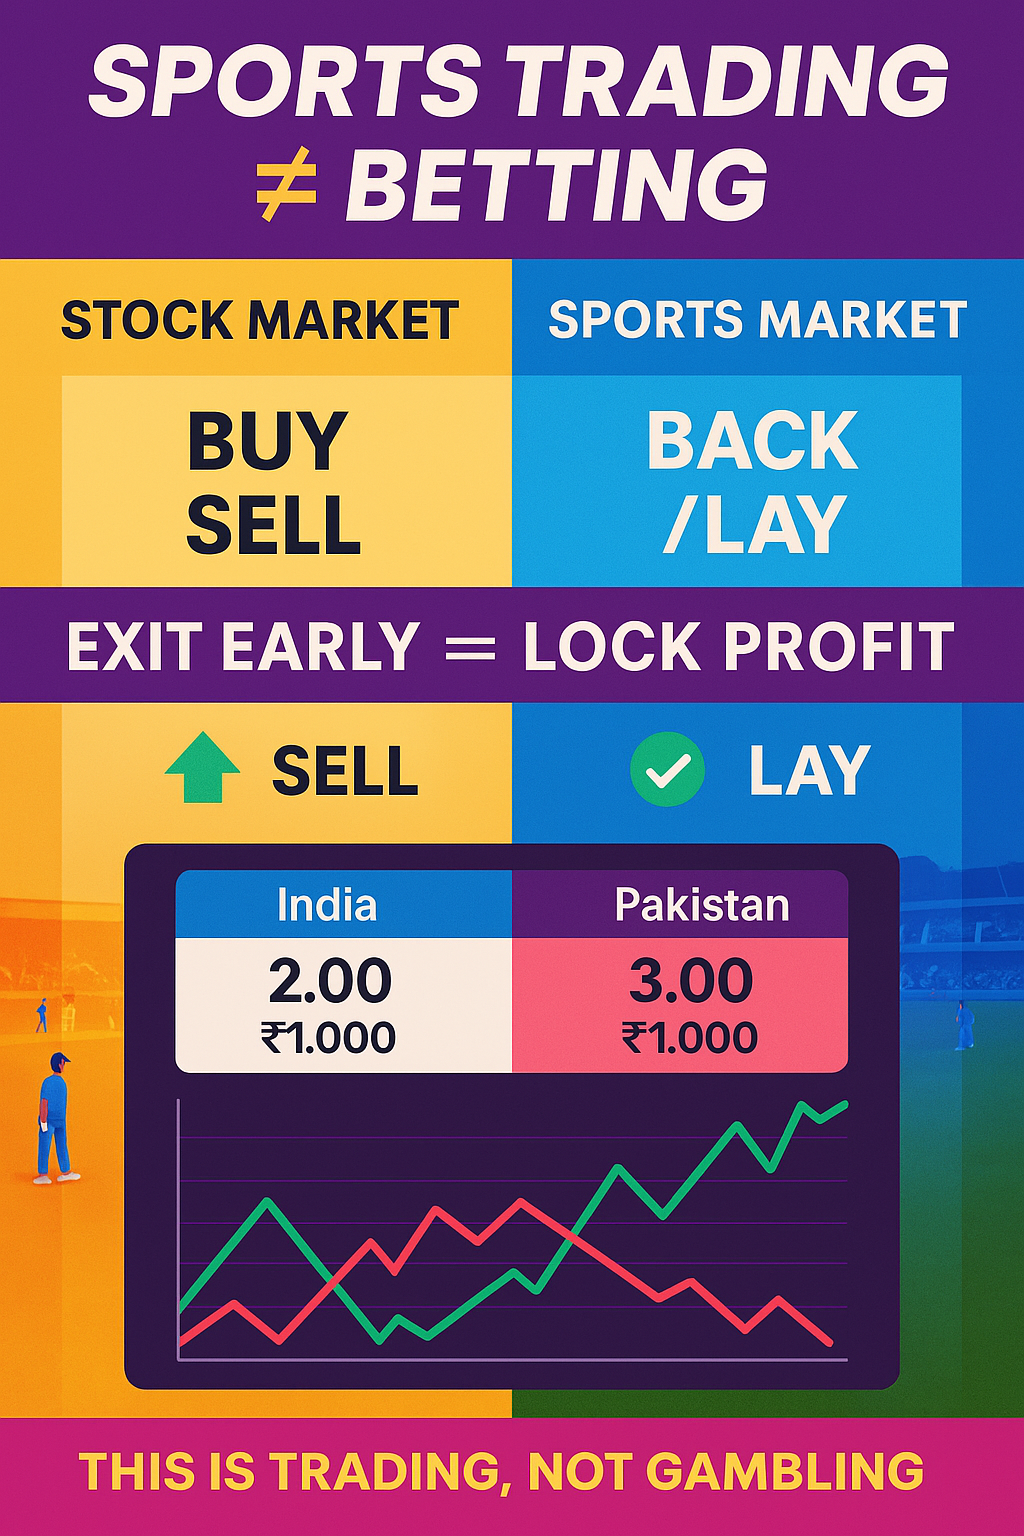 SPORTS TRADING
≠ BETTING
STOCK MARKET
SPORTS MARKET
BUY
SELL
BACK
/LAY
EXIT EARLY = LOCK PROFIT
SELL
LAY
India
Pakistan
2.00
3.00
₹1.000
₹1.000
THIS IS TRADING, NOT GAMBLING